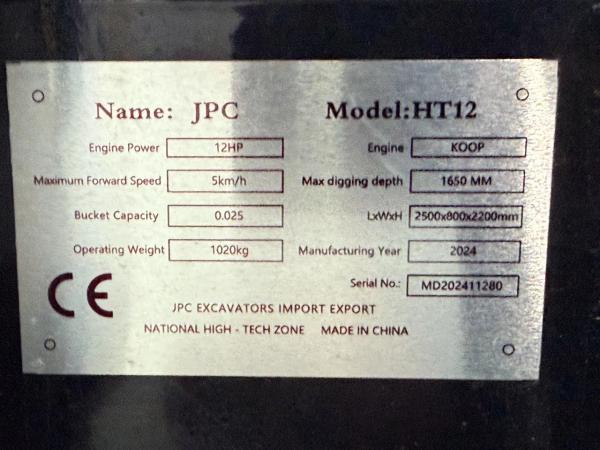 Name: JPC Model:HT12
Engine Power 12HP Engine KOOP
Maximum Forward Speed 5km/h Max digging depth 1650 MM
Bucket Capacity 0.025 LxWxH 2500x800x2200mm
Operating Weight 1020kg Manufacturing Year 2024
Serial No.: MD202411280
CE
JPC EXCAVATORS IMPORT EXPORT
NATIONAL HIGH - TECH ZONE MADE IN CHINA